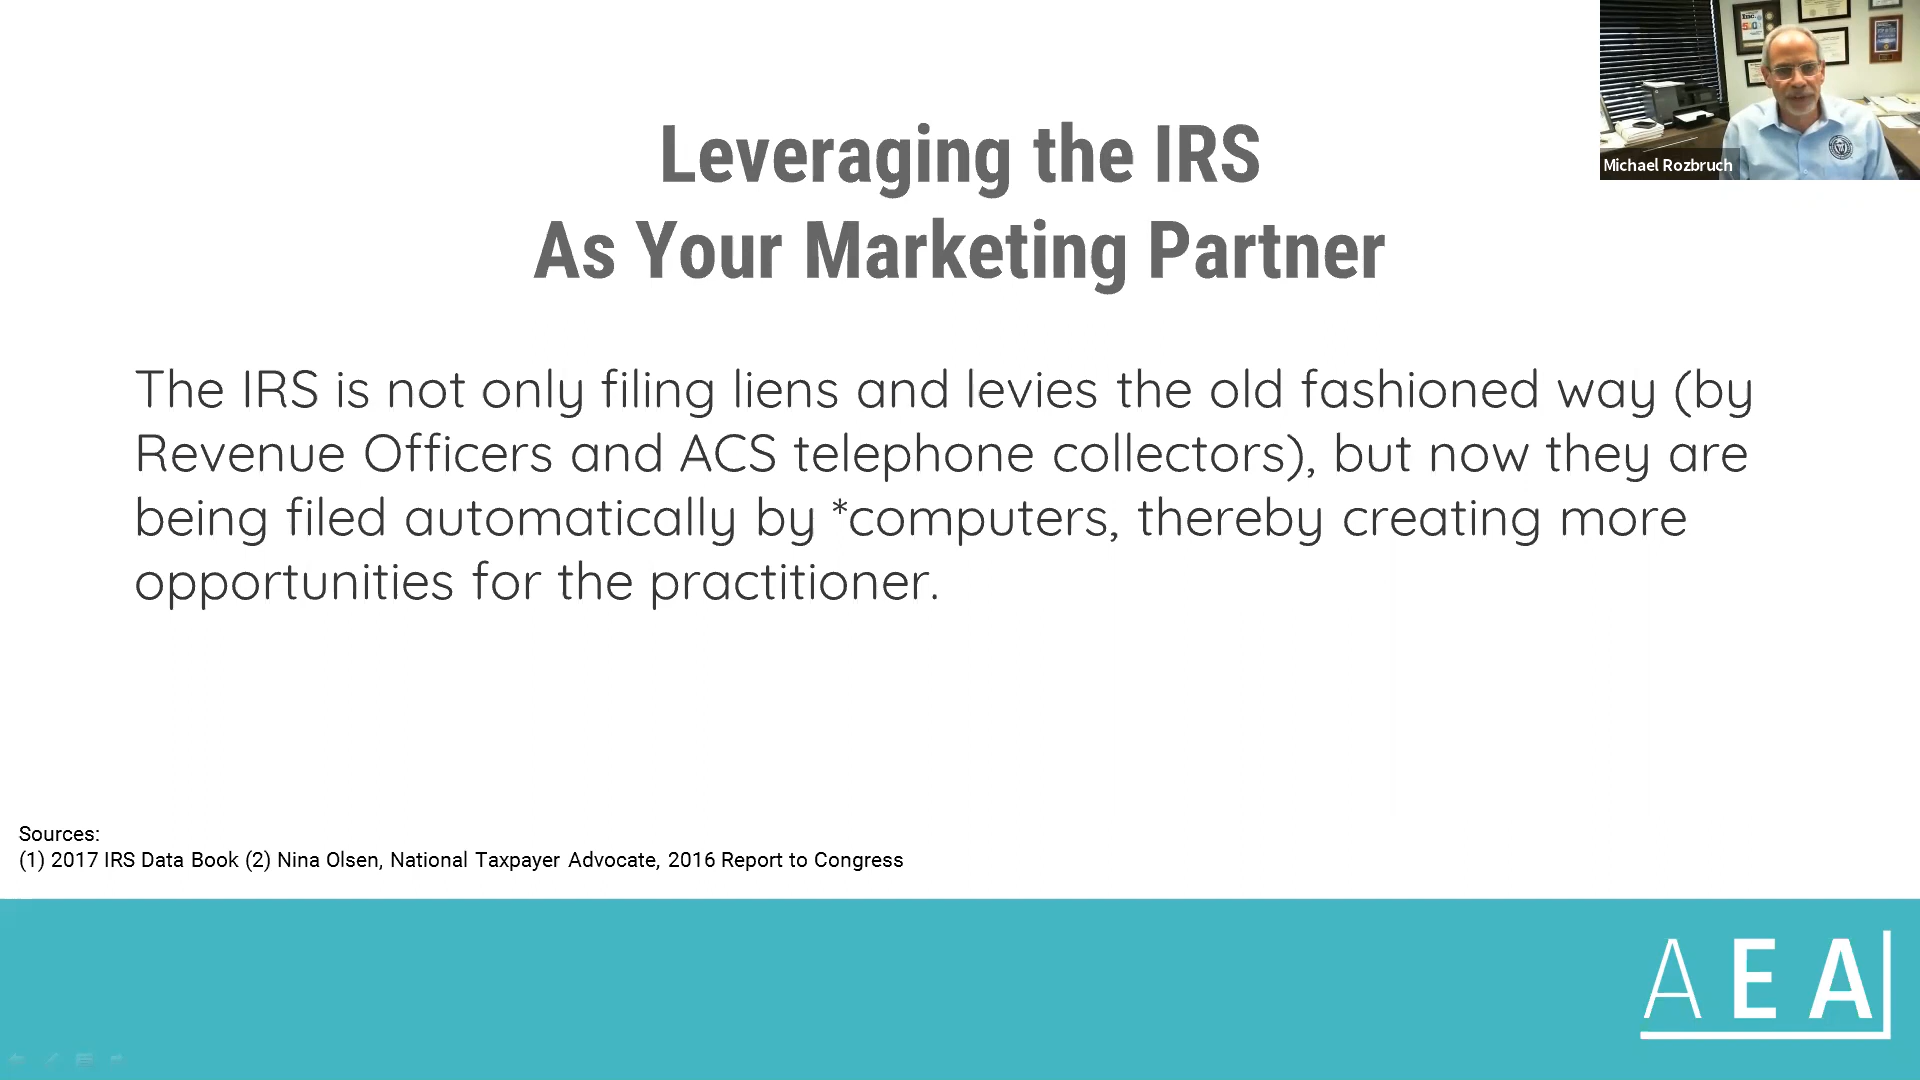 Leveraging the IRS
As Your Marketing Partner
Inc.
Michael Rozbruch
The IRS is not only filing liens and levies the old fashioned way (by
Revenue Officers and ACS telephone collectors), but now they are
being filed automatically by *computers, thereby creating more
opportunities for the practitioner.
Sources:
(1) 2017 IRS Data Book (2) Nina Olsen, National Taxpayer Advocate, 2016 Report to Congress
AEA